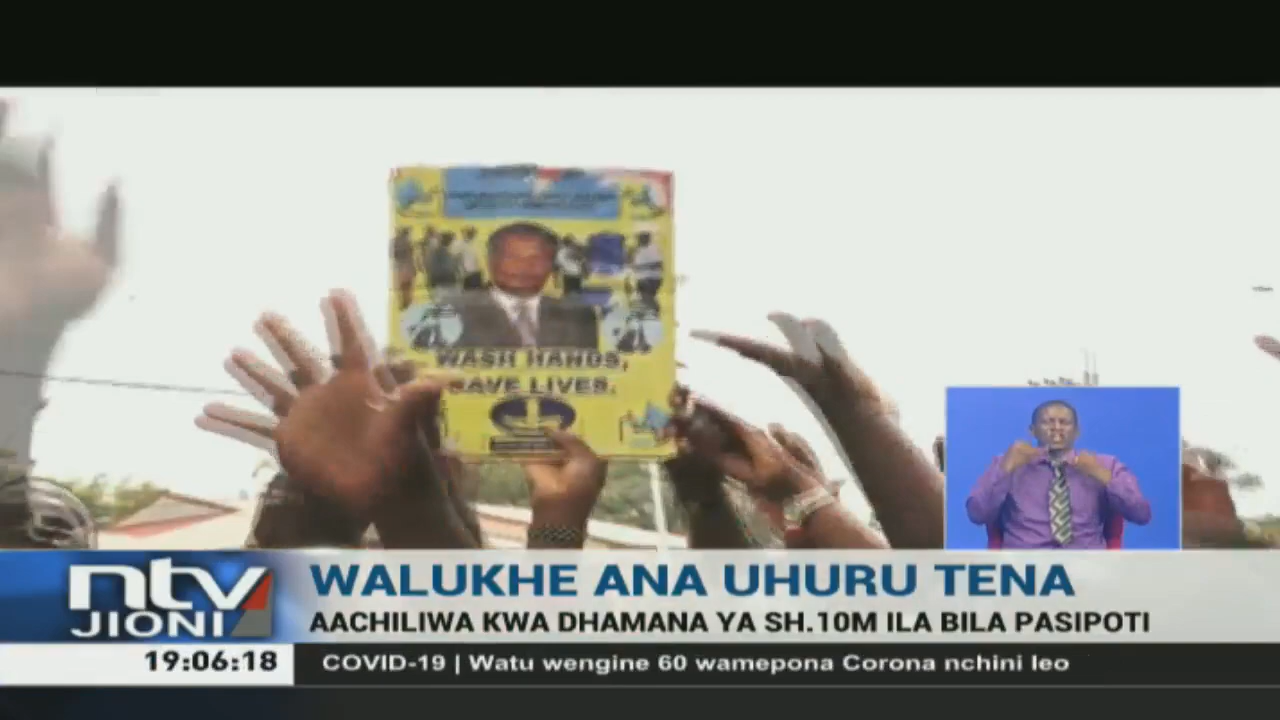 WASH HANDS,
SAVE LIVES.
ntv
JIONI
WALUKHE ANA UHURU TENA
AACHILIWA KWA DHAMANA YA SH.10M ILA BILA PASIPOTI
19:06:18
COVID-19 | Watu wengine 60 wamepona Corona nchini leo